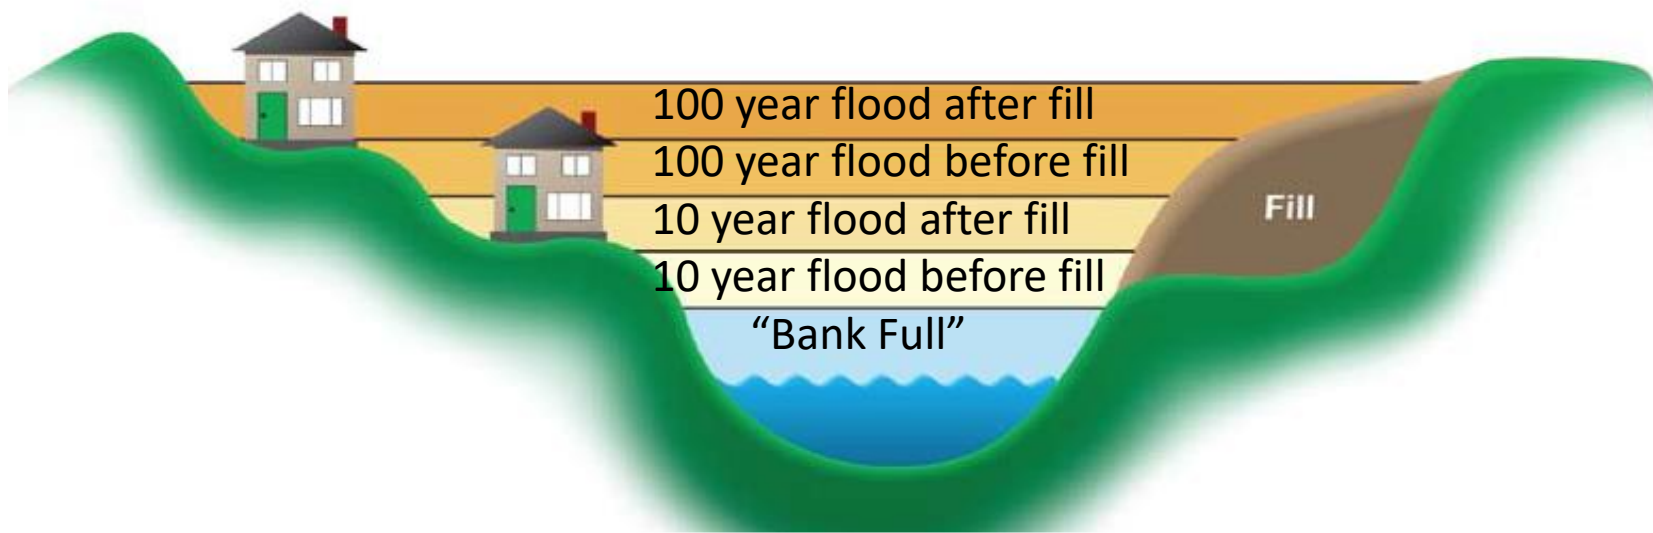 100 year flood after fill
100 year flood before fill
10 year flood after fill
Fill
10 year flood before fill
“Bank Full”